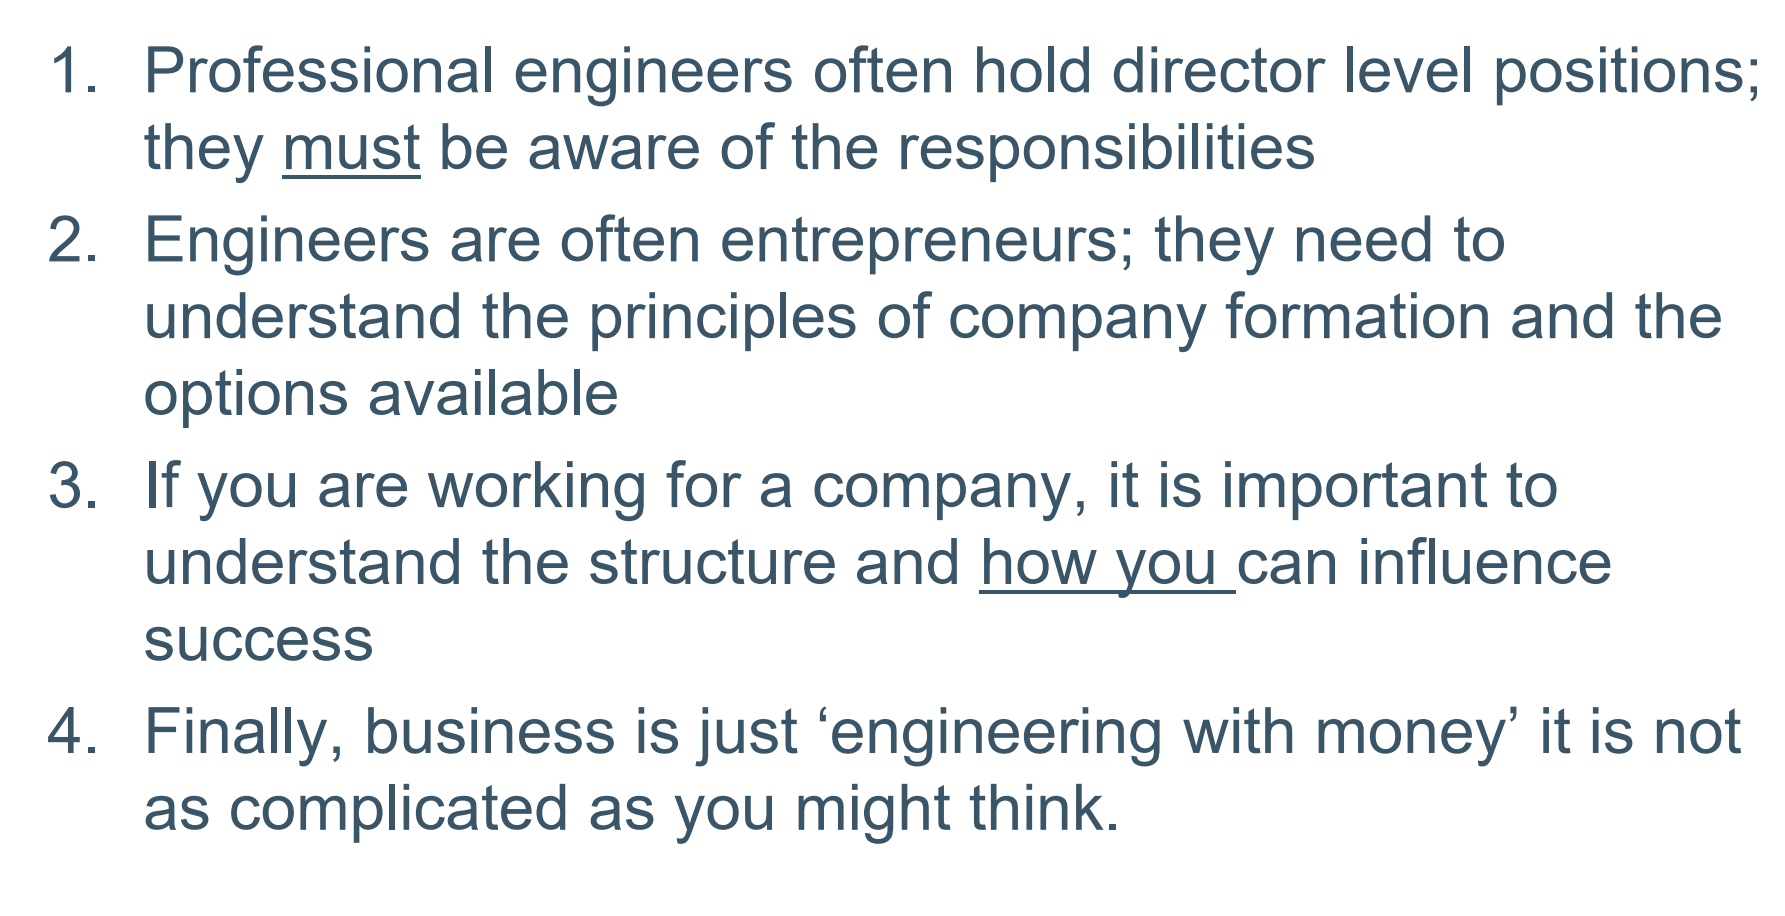 1. Professional engineers often hold director level positions;
they must be aware of the responsibilities
2. Engineers are often entrepreneurs; they need to
understand the principles of company formation and the
options available
3. If you are working for a company, it is important to
understand the structure and how you can influence
success
4. Finally, business is just ‘engineering with money’ it is not
as complicated as you might think.